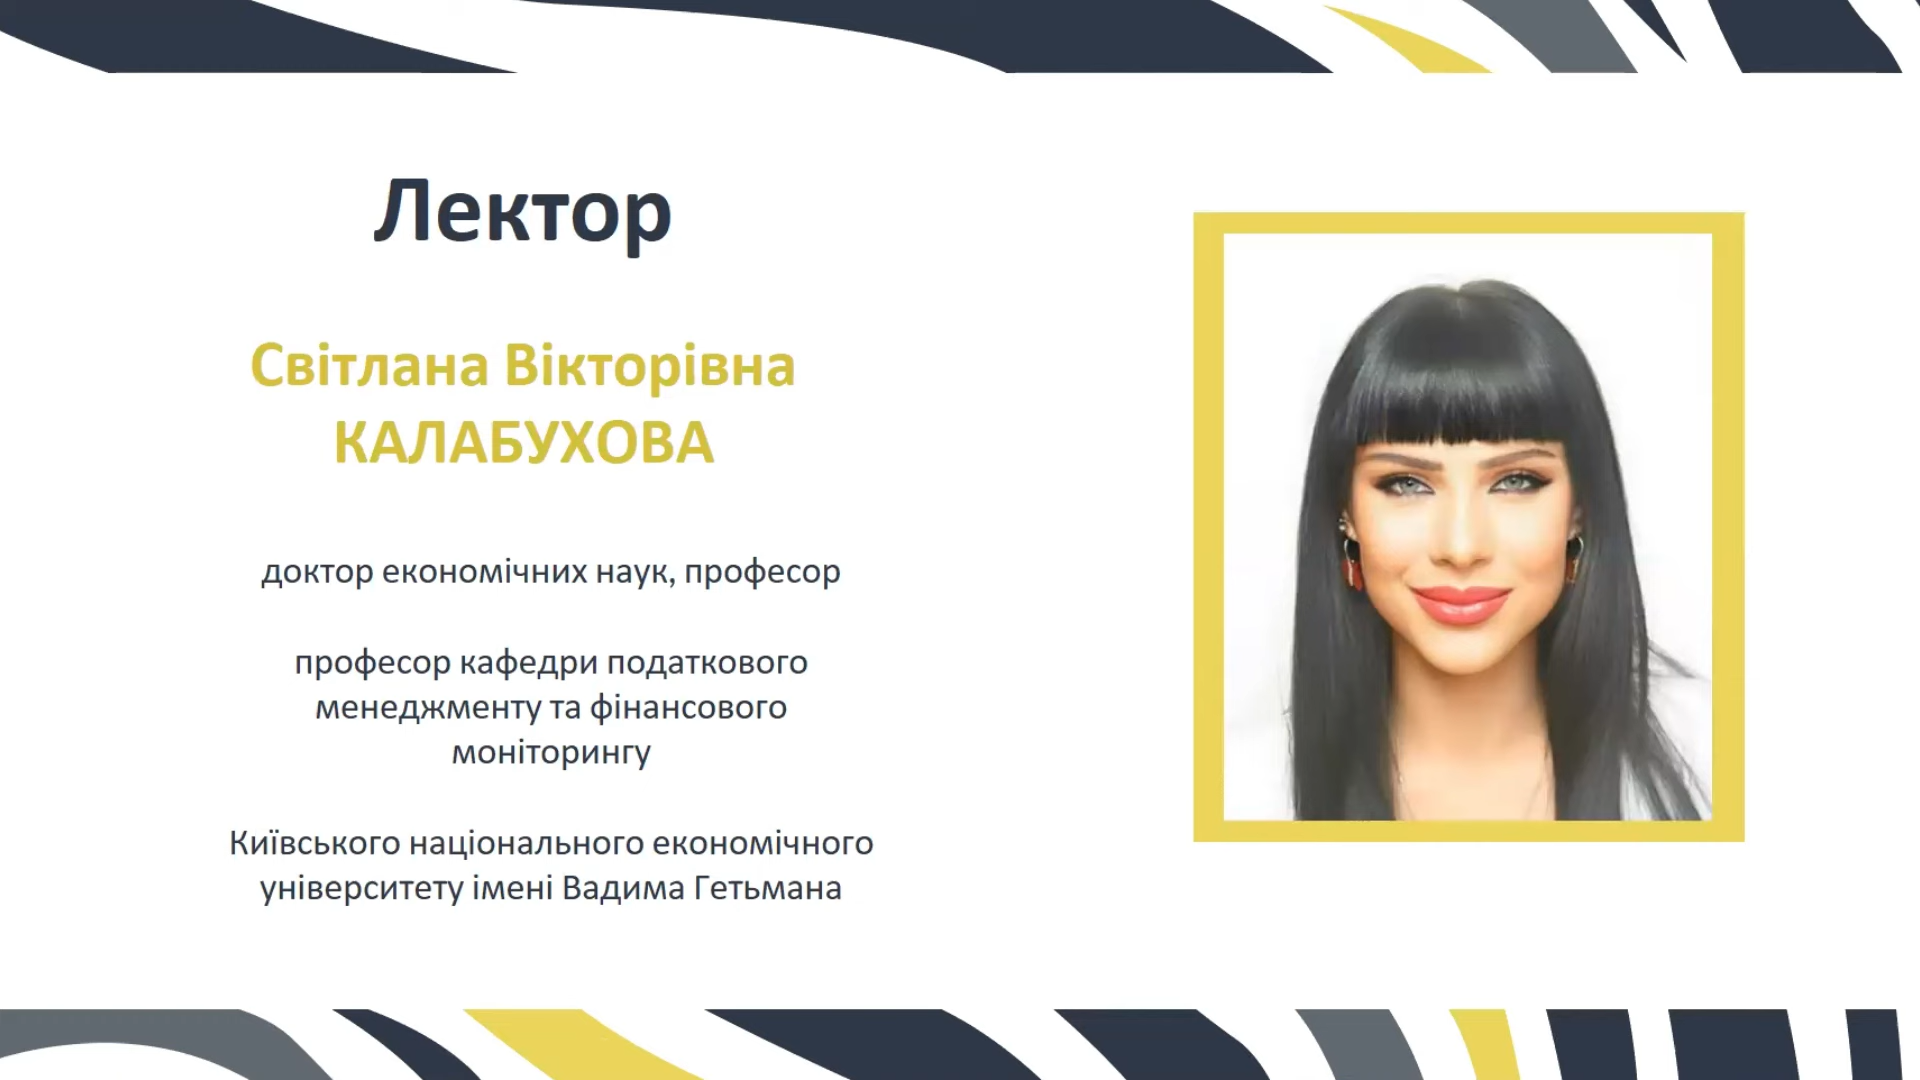 Лектор
Світлана Вікторівна
КАЛАБУХОВА
доктор економічних наук, професор
професор кафедри податкового
менеджменту та фінансового
моніторингу
Київського національного економічного
університету імені Вадима Гетьмана